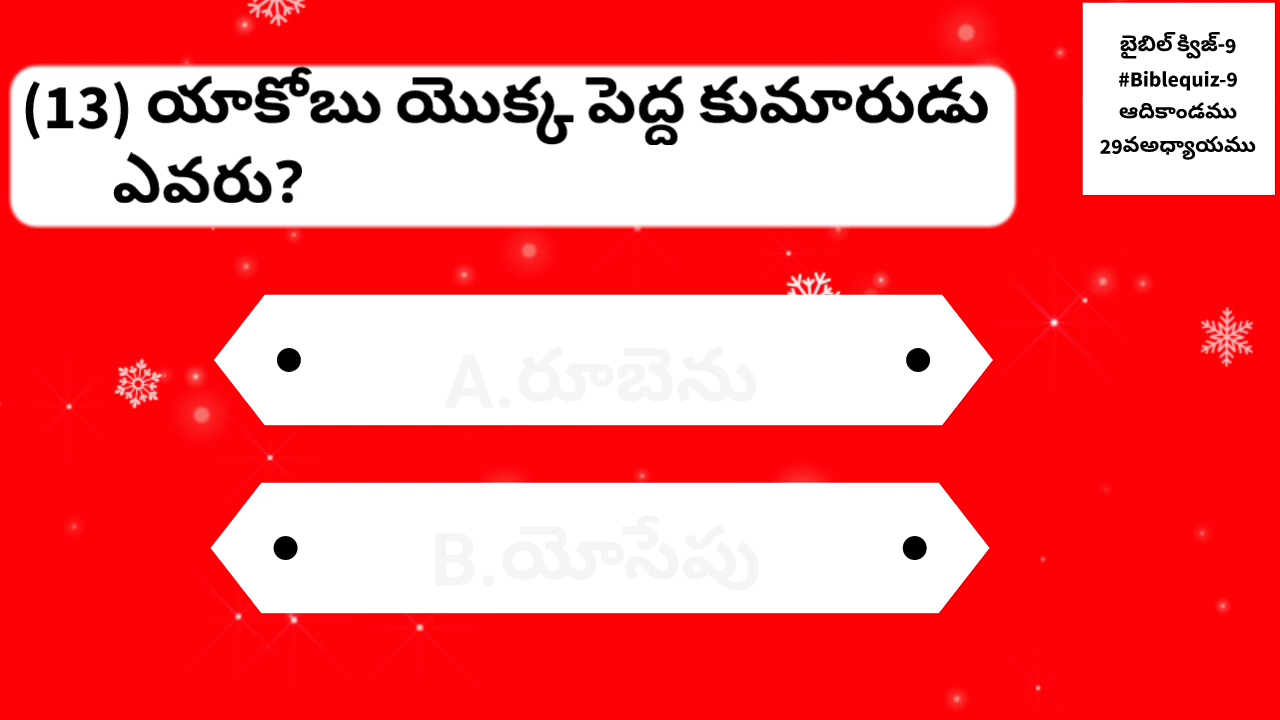 (13) యాకోబు యొక్క పెద్ద కుమారుడు
ఎవరు?
బైబిల్ క్విజ్-9
#Biblequiz-9
ఆదికాండము
29వఅధ్యాయము
A.రూబెను
B.యోసేపు